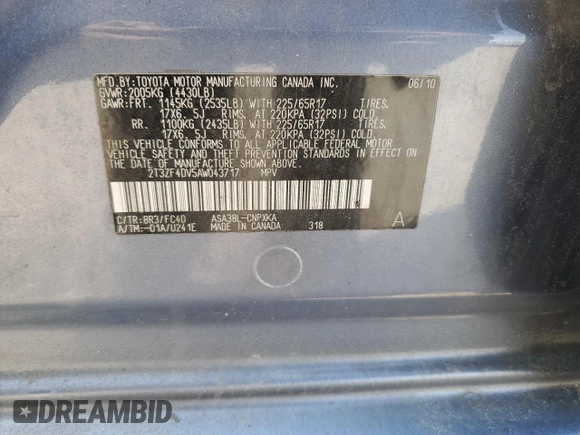 MFD.BY:TOYOTA MOTOR MANUFACTURING CANADA INC. 06/10
GVWR:2005KG (4430LB)
GAWR:FRT. 1145KG (2535LB) WITH 225/65R17 TIRES,
17X6. 5J RIMS, AT 220KPA (32PSI) COLD.
RR. 1100KG (2435LB) WITH 225/65R17 TIRES,
17X6. 5J RIMS, AT 220KPA (32PSI) COLD.
THIS VEHICLE CONFORMS TO ALL APPLICABLE FEDERAL MOTOR
VEHICLE SAFETY AND THEFT PREVENTION STANDARDS IN
EFFECT ON THE DATE OF MANUFACTURE SHOWN ABOVE.
2T3ZF4DV5AW043717 MPV
C/TR:BR3/FC40 ASA38L-CNPXKA
A/TM:-01A/U241E MADE IN CANADA 318 A
DREAMBID